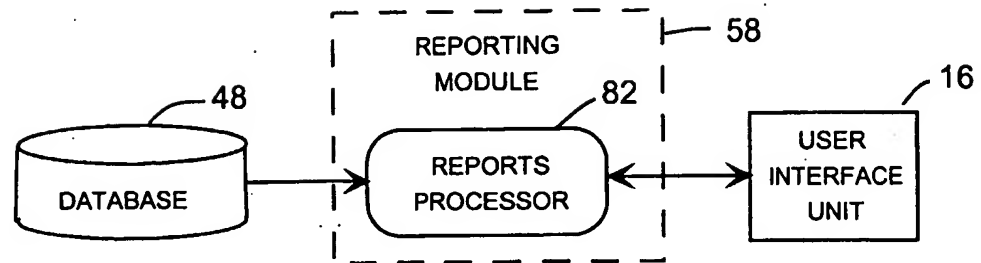 REPORTING
MODULE
58
48
DATABASE
82
REPORTS
PROCESSOR
16
USER
INTERFACE
UNIT